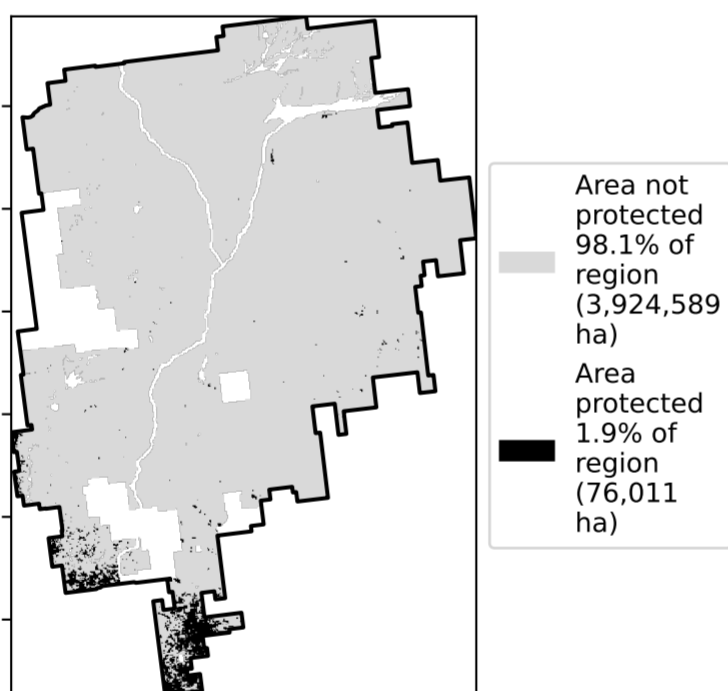 Area not
protected
98.1% of
region
(3,924,589
ha)
Area
protected
1.9% of
region
(76,011
ha)